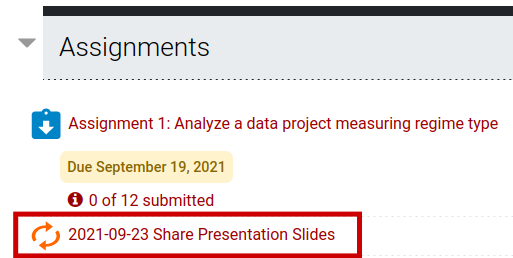 Assignments
Assignment 1: Analyze a data project measuring regime type
Due September 19, 2021
0 of 12 submitted
2021-09-23 Share Presentation Slides